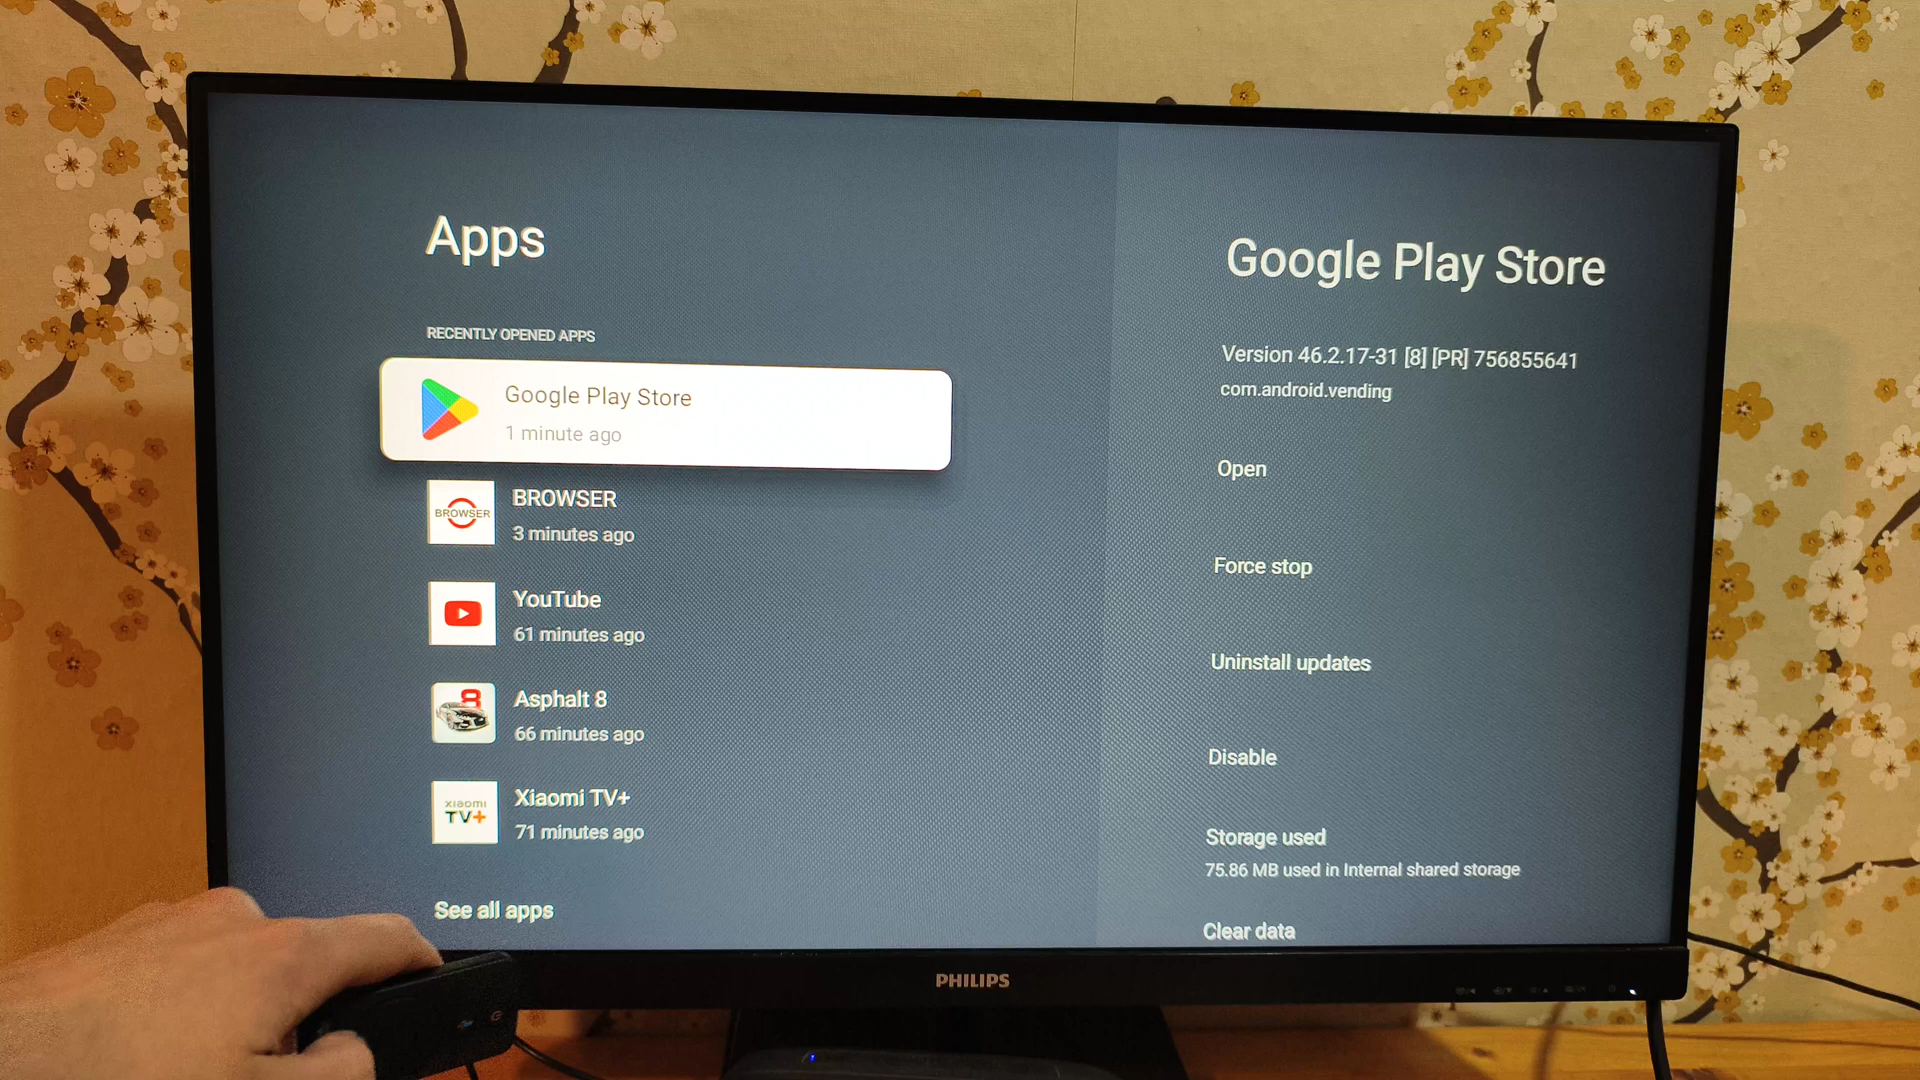 Apps
RECENTLY OPENED APPS
Google Play Store
1 minute ago
BROWSER
BROWSER
3 minutes ago
YouTube
61 minutes ago
8
Asphalt 8
66 minutes ago
xiaomi
TV+
Xiaomi TV+
71 minutes ago
See all apps
Google Play Store
Version 46.2.17-31 [8] [PR] 756855641
com.android.vending
Open
Force stop
Uninstall updates
Disable
Storage used
75.86 MB used in Internal shared storage
Clear data
PHILIPS